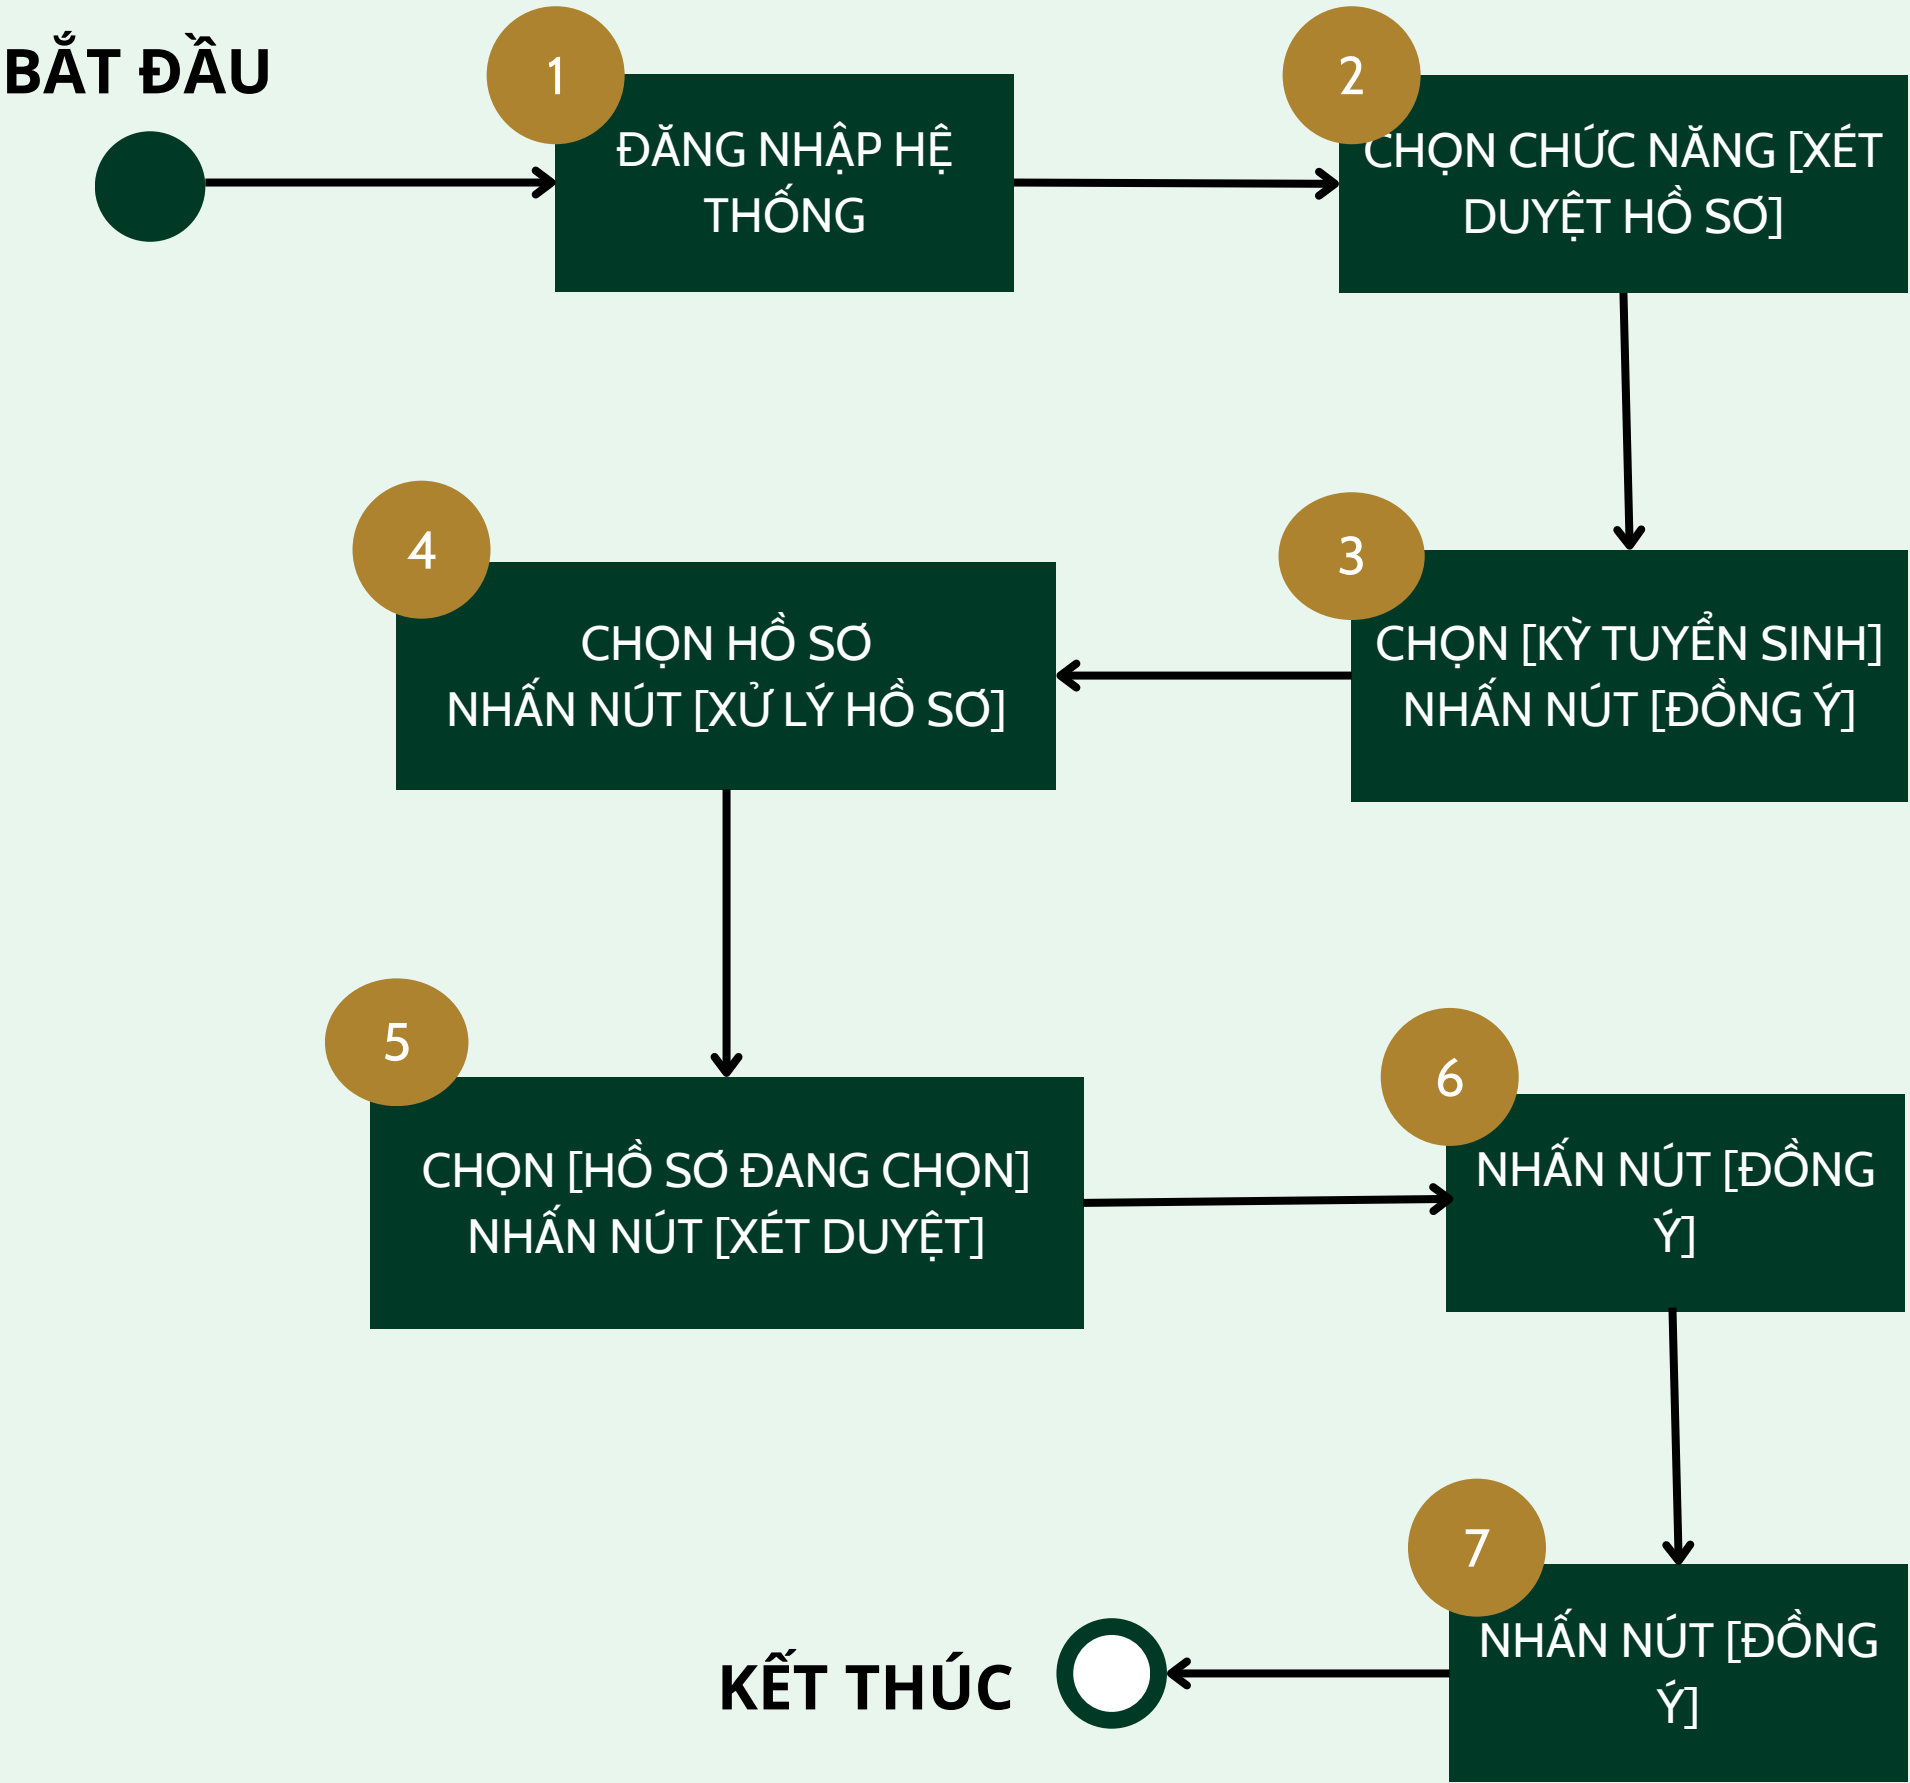 BẮT ĐẦU
1
ĐĂNG NHẬP HỆ
THỐNG
2
CHỌN CHỨC NĂNG [XÉT
DUYỆT HỒ SƠ]
3
CHỌN [KỲ TUYỂN SINH]
NHẤN NÚT [ĐỒNG Ý]
4
CHỌN HỒ SƠ
NHẤN NÚT [XỬ LÝ HỒ SƠ]
5
CHỌN [HỒ SƠ ĐANG CHỌN]
NHẤN NÚT [XÉT DUYỆT]
6
NHẤN NÚT [ĐỒNG
Ý]
7
NHẤN NÚT [ĐỒNG
Ý]
KẾT THÚC